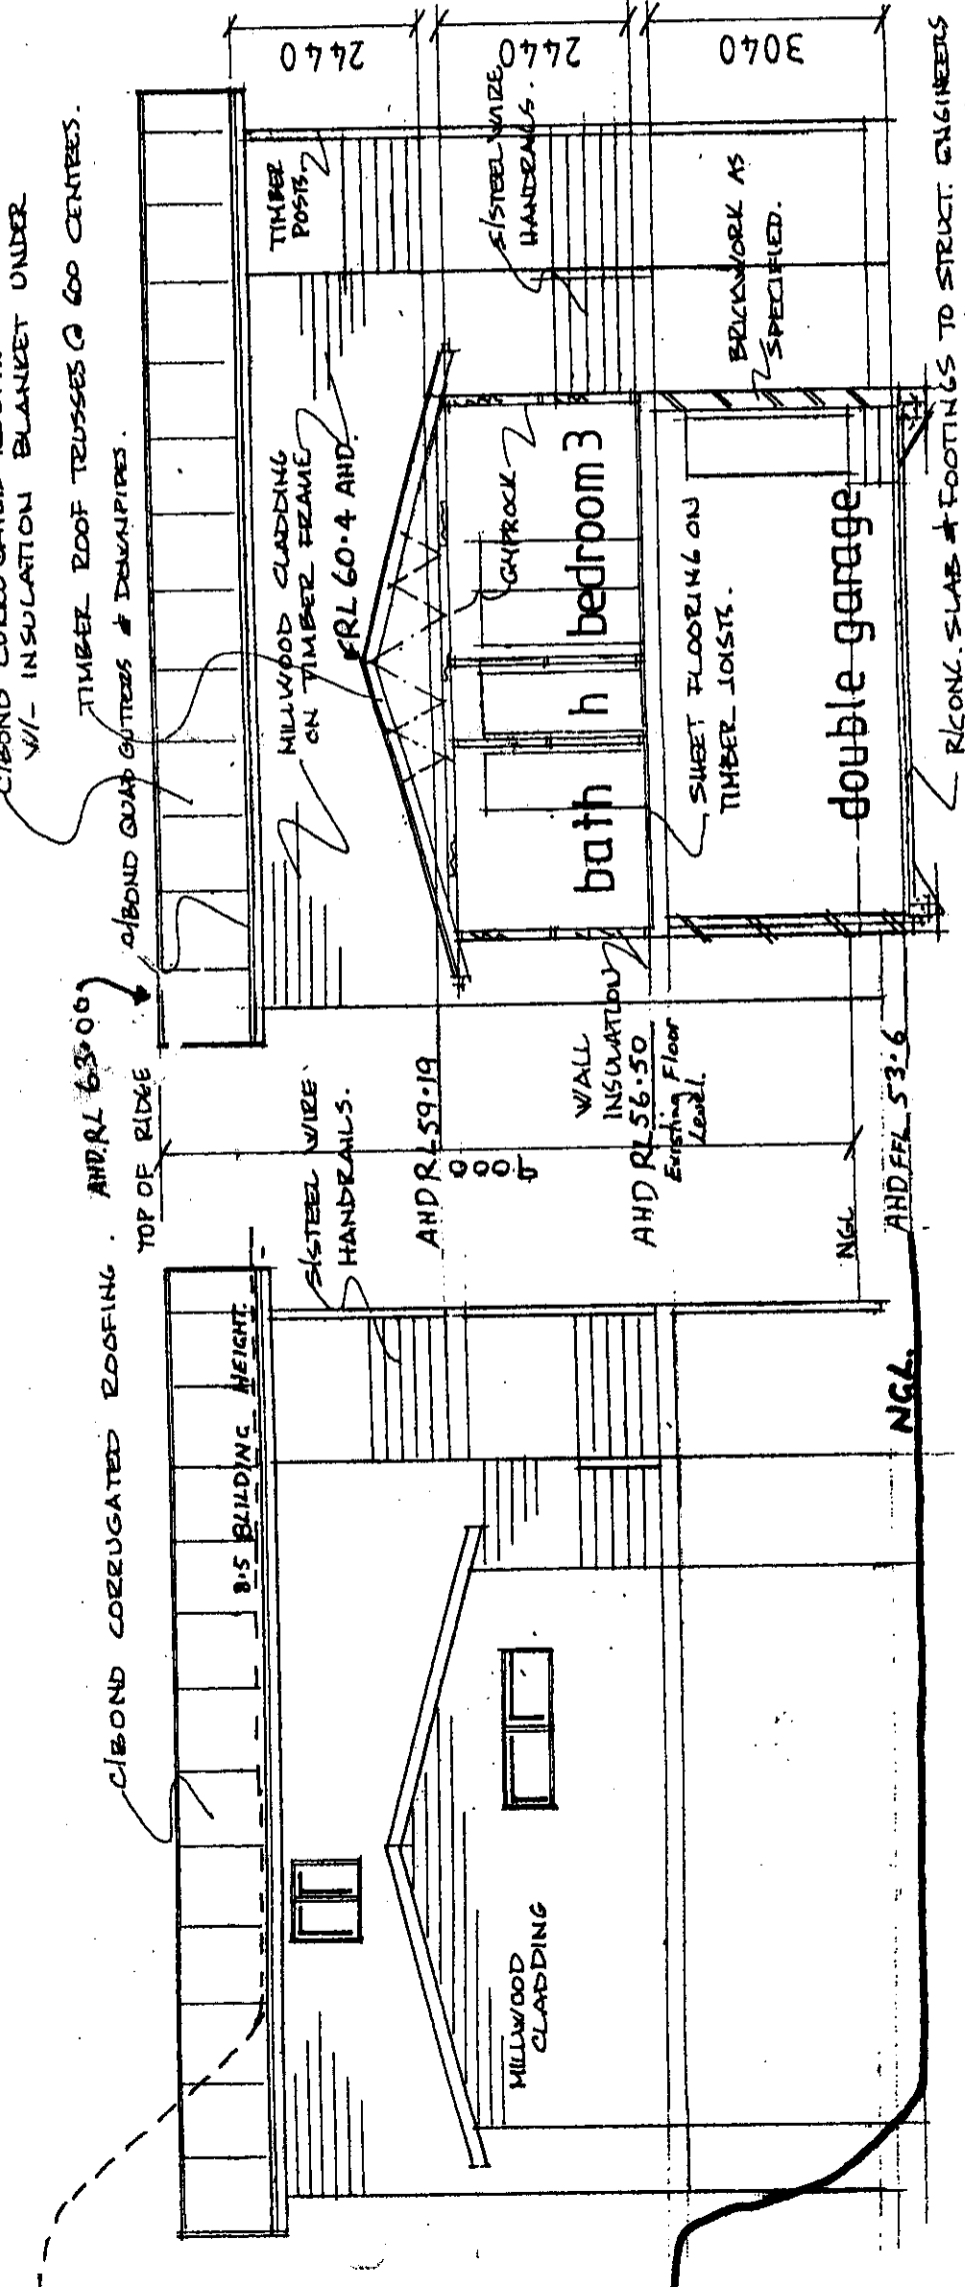 C/BOND CORRUGATED
W/- INSULATION BLANKET UNDER
TIMBER ROOF TRUSSES @ 600 CENTRES.
C/BOND QUAD GUTTERS & DOWNPIPES.
AHD.RL 63.00
TOP OF RIDGE
C/BOND CORRUGATED ROOFING.
8.5 BUILDING HEIGHT.
S/STEEL WIRE
HANDRAILS.
MILLWOOD
CLADDING
NGL.
AHD RL 59.19
WALL
INSULATION
AHD RL 56.50
Existing Floor
Level.
NGL
AHD FFL 53.6
MILLWOOD CLADDING
ON TIMBER FRAME
RL 60.4 AHD.
TIMBER
POSTS.
S/STEEL WIRE
HANDRAILS.
GYPROCK
bath
h
bedroom 3
SHEET FLOORING ON
TIMBER JOISTS.
BRICKWORK AS
SPECIFIED.
double garage
R/CONC. SLAB & FOOTINGS TO STRUCT. ENGINEERS
2440
2440
3040